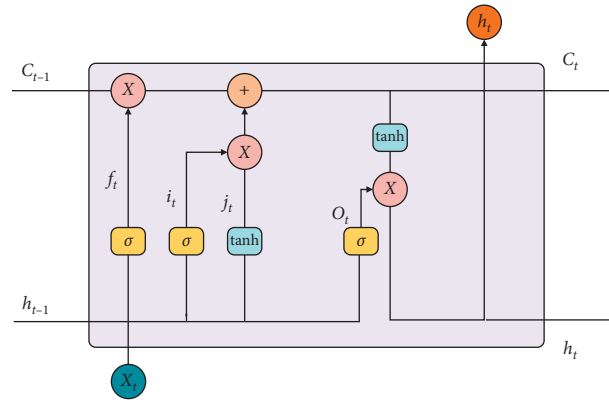 h_t
C_{t-1}
X
+
C_t
tanh
X
X
f_t
i_t
j_t
O_t
σ
σ
tanh
σ
h_{t-1}
h_t
X_t